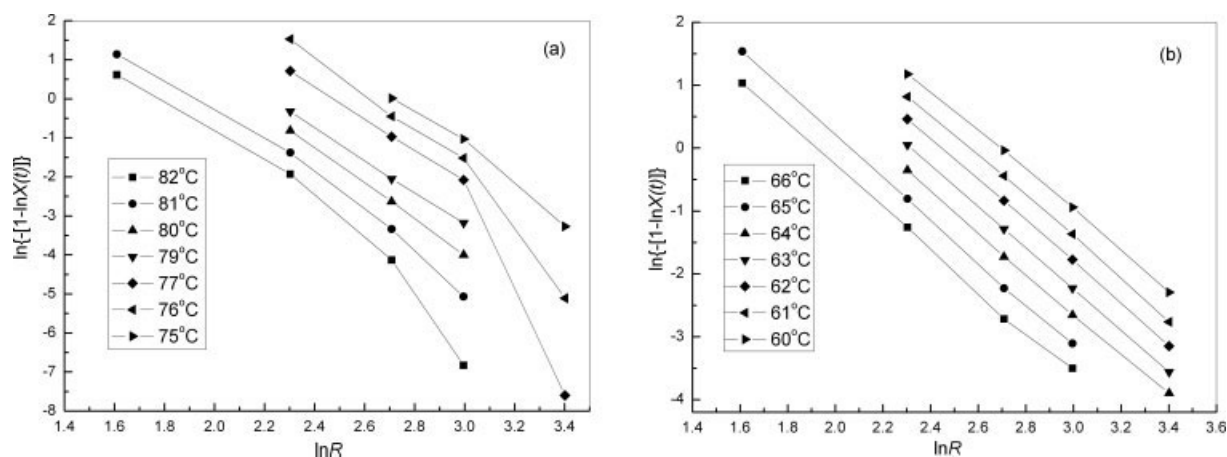 (a)
ln{-[1-lnX(t)]}
2
1
0
-1
-2
-3
-4
-5
-6
-7
-8
82°C
81°C
80°C
79°C
77°C
76°C
75°C
1.4 1.6 1.8 2.0 2.2 2.4 2.6 2.8 3.0 3.2 3.4
lnR
(b)
ln{-[1-lnX(t)]}
2
1
0
-1
-2
-3
-4
66°C
65°C
64°C
63°C
62°C
61°C
60°C
1.4 1.6 1.8 2.0 2.2 2.4 2.6 2.8 3.0 3.2 3.4 3.6
lnR